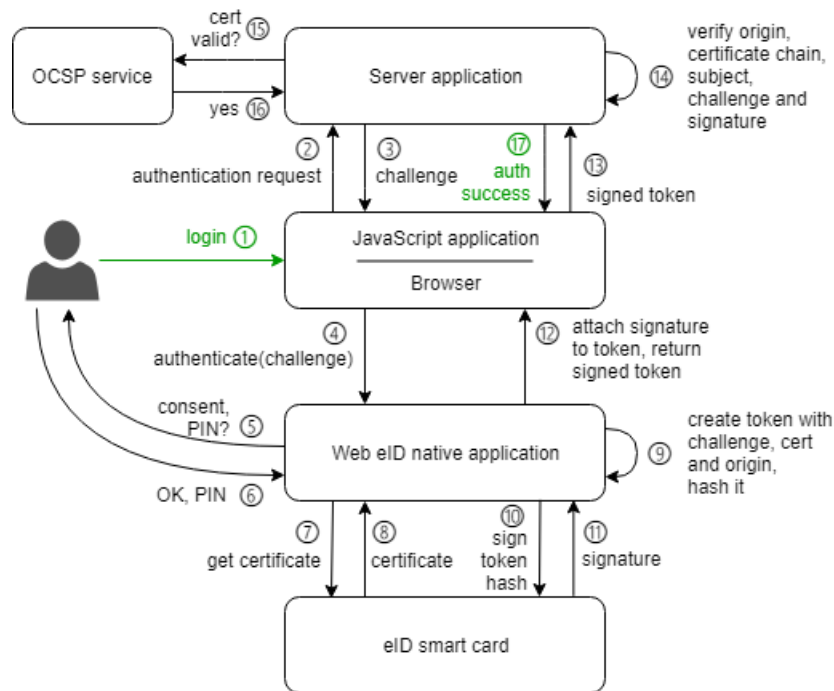 cert
valid? ⑮
OCSP service
yes ⑯
Server application
⑭
verify origin,
certificate chain,
subject,
challenge and
signature
②
authentication request
③
challenge
⑰
auth
success
⑬
signed token
login ①
JavaScript application
Browser
④
authenticate(challenge)
⑫
attach signature
to token, return
signed token
consent,
PIN? ⑤
OK, PIN ⑥
Web eID native application
⑨
create token with
challenge, cert
and origin,
hash it
⑦
get certificate
⑧
certificate
⑩
sign
token
hash
⑪
signature
eID smart card